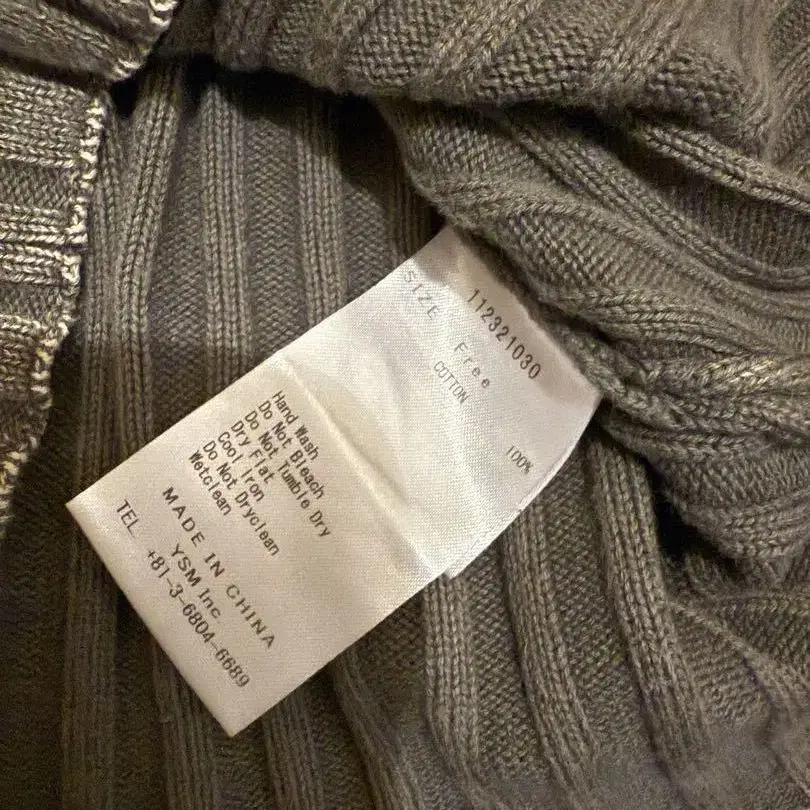 112321030
SIZE Free
COTTON 100%
Hand Wash
Do Not Bleach
Do Not Tumble Dry
Dry Flat
Cool Iron
Do Not Dryclean
Wetclean
MADE IN CHINA
YSM Inc
TEL +81-3-6804-6689